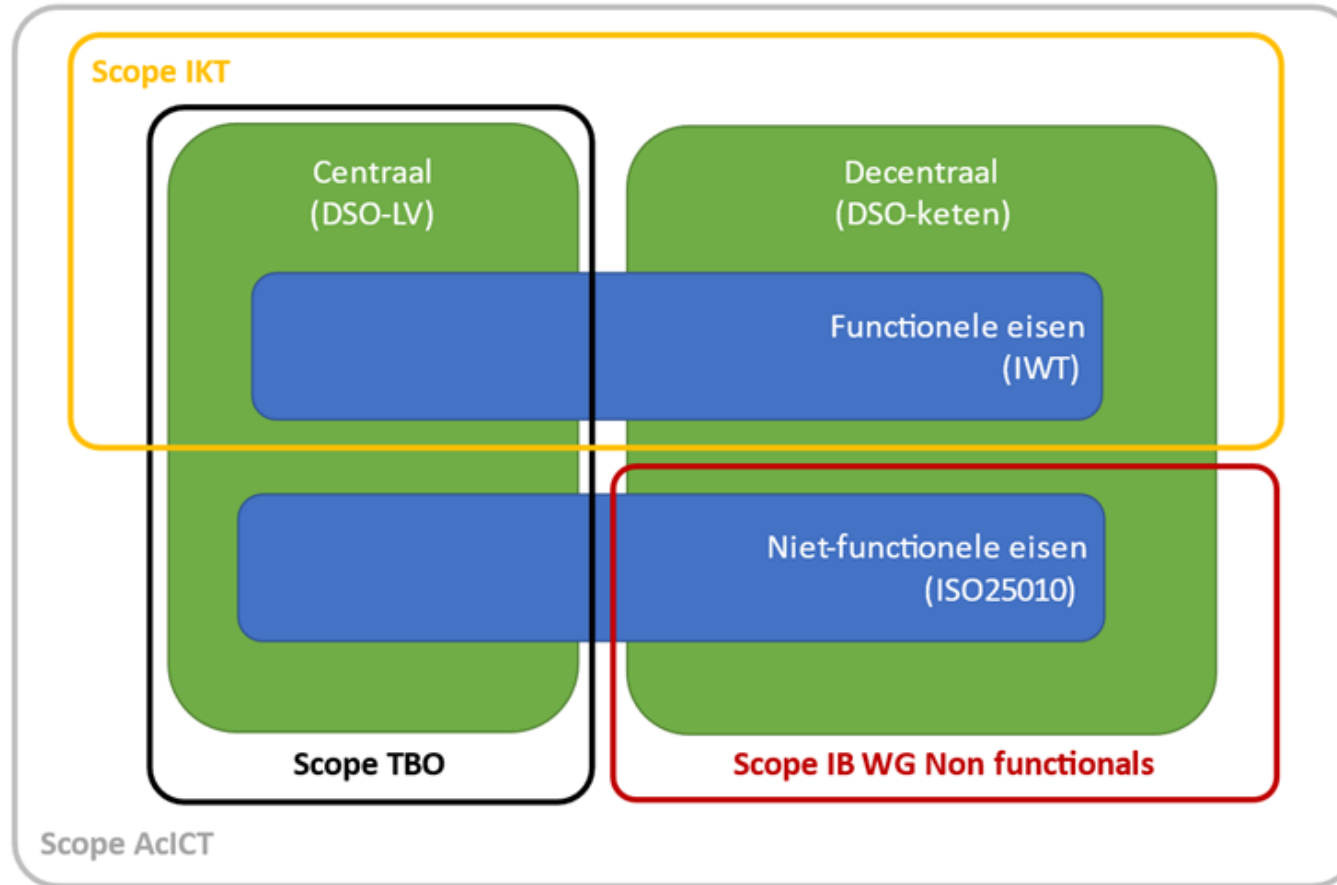 Scope IKT
Centraal
(DSO-LV)
Decentraal
(DSO-keten)
Functionele eisen
(IWT)
Niet-functionele eisen
(ISO25010)
Scope TBO
Scope IB WG Non functionals
Scope AcICT